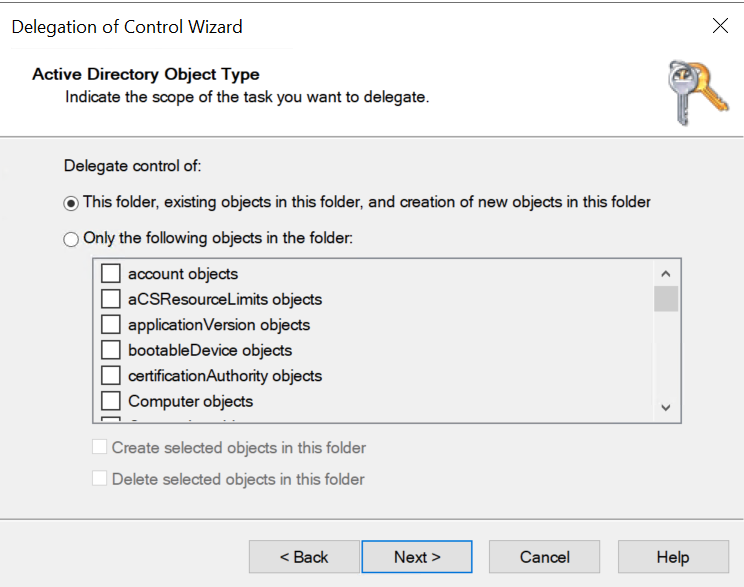 Delegation of Control Wizard
Active Directory Object Type
Indicate the scope of the task you want to delegate.
Delegate control of:
This folder, existing objects in this folder, and creation of new objects in this folder
Only the following objects in the folder:
account objects
aCSResourceLimits objects
applicationVersion objects
bootableDevice objects
certificationAuthority objects
Computer objects
Create selected objects in this folder
Delete selected objects in this folder
< Back
Next >
Cancel
Help